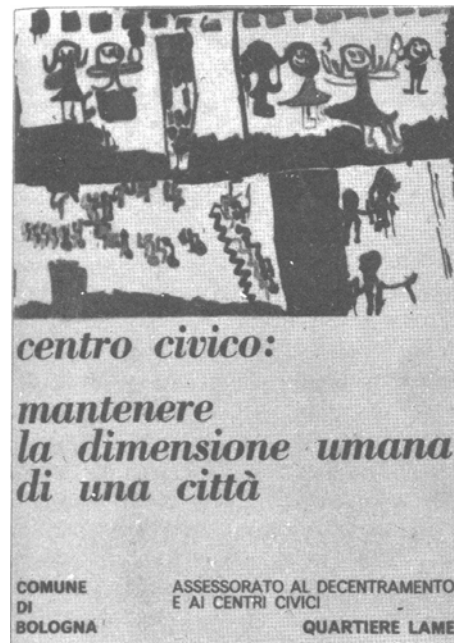 centro civico:
mantenere
la dimensione umana
di una città
COMUNE
DI
BOLOGNA
ASSESSORATO AL DECENTRAMENTO
E AI CENTRI CIVICI
QUARTIERE LAME